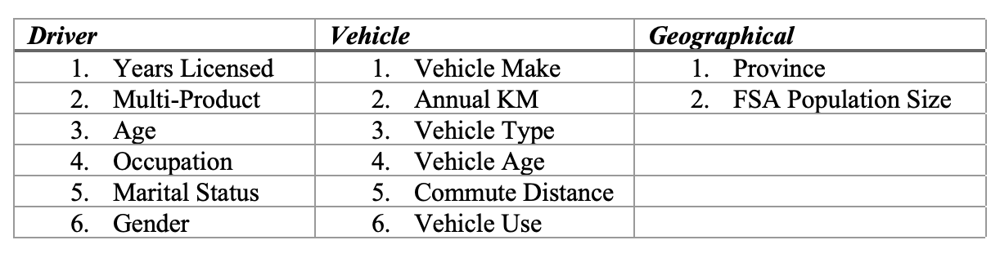 Driver Vehicle Geographical
1. Years Licensed 1. Vehicle Make 1. Province
2. Multi-Product 2. Annual KM 2. FSA Population Size
3. Age 3. Vehicle Type
4. Occupation 4. Vehicle Age
5. Marital Status 5. Commute Distance
6. Gender 6. Vehicle Use